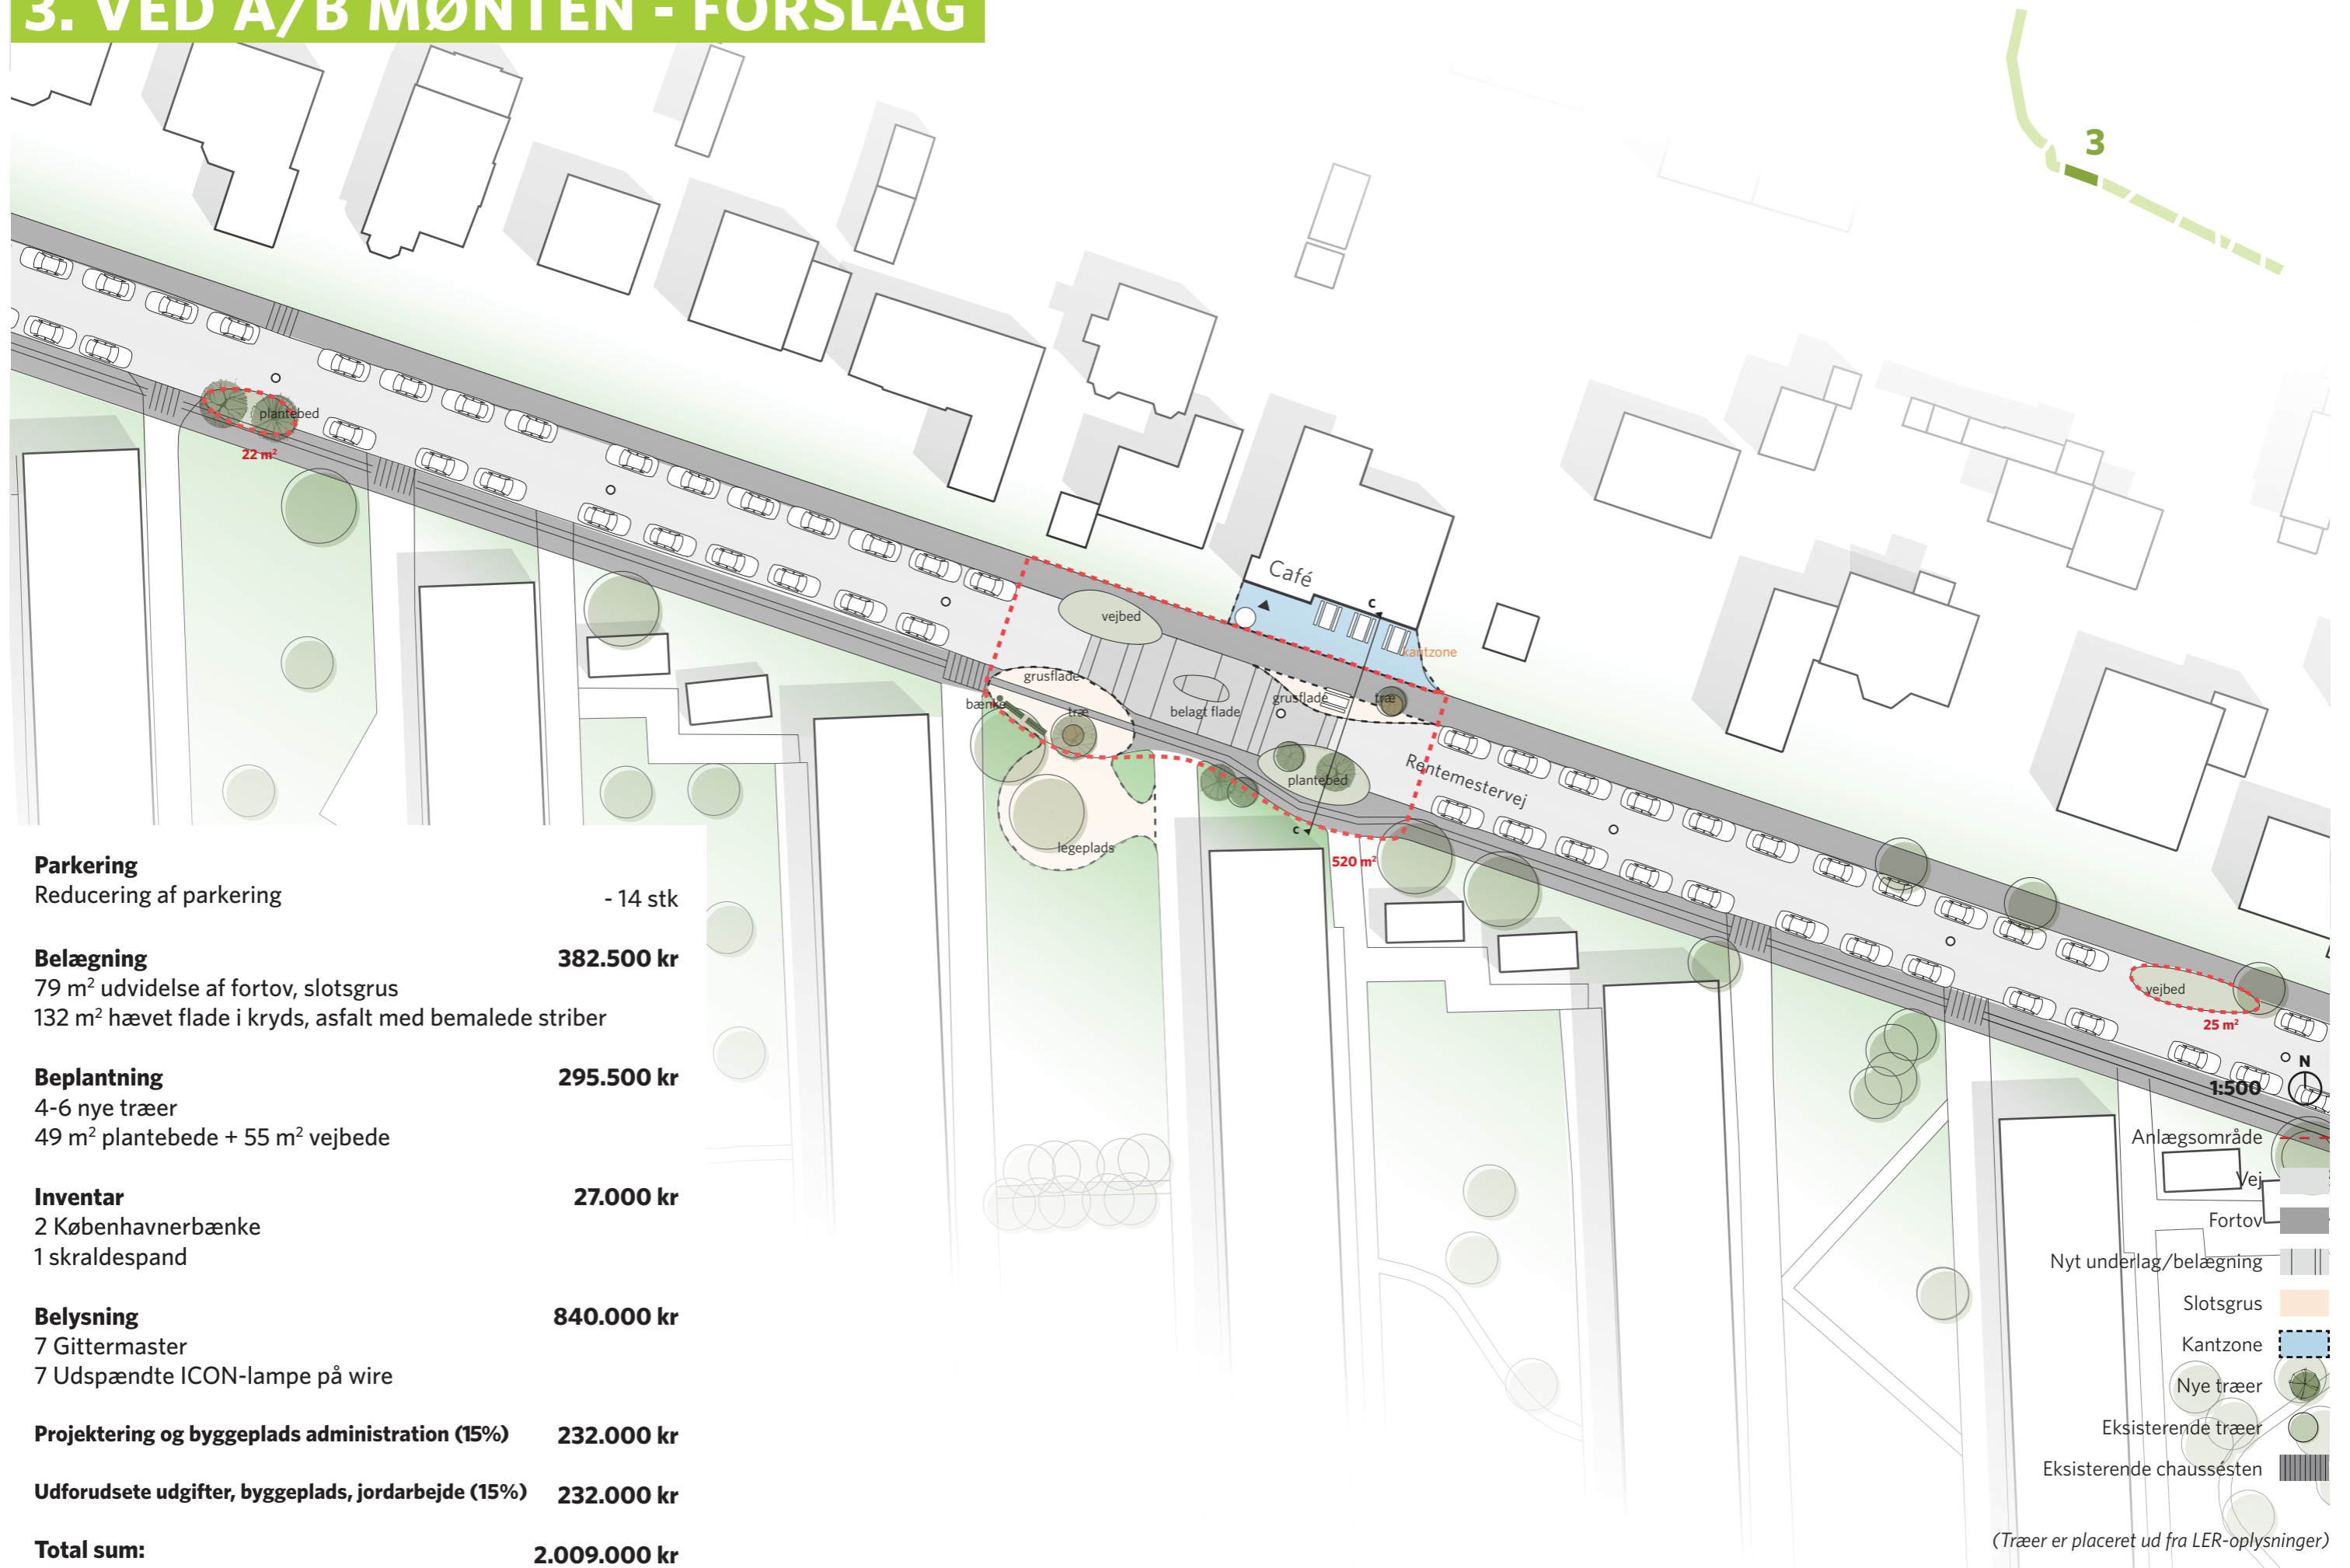 3. VED A/B MØNTEN - FORSLAG
3
plantebed
22 m²
vejbed
Café
c
kantzone
grusflade
bænke
træ
belagt flade
grusflade
træ
plantebed
Rentemestervej
c
520 m²
legeplads
vejbed
25 m²
Parkering
Reducering af parkering - 14 stk
Belægning 382.500 kr
79 m² udvidelse af fortov, slotsgrus
132 m² hævet flade i kryds, asfalt med bemalede striber
Beplantning 295.500 kr
4-6 nye træer
49 m² plantebede + 55 m² vejbede
Inventar 27.000 kr
2 Københavnerbænke
1 skraldespand
Belysning 840.000 kr
7 Gittermaster
7 Udspændte ICON-lampe på wire
Projektering og byggeplads administration (15%) 232.000 kr
Udforudsete udgifter, byggeplads, jordarbejde (15%) 232.000 kr
Total sum: 2.009.000 kr
N
1:500
Anlægsområde
Vej
Fortov
Nyt underlag/belægning
Slotsgrus
Kantzone
Nye træer
Eksisterende træer
Eksisterende chaussésten
(Træer er placeret ud fra LER-oplysninger)